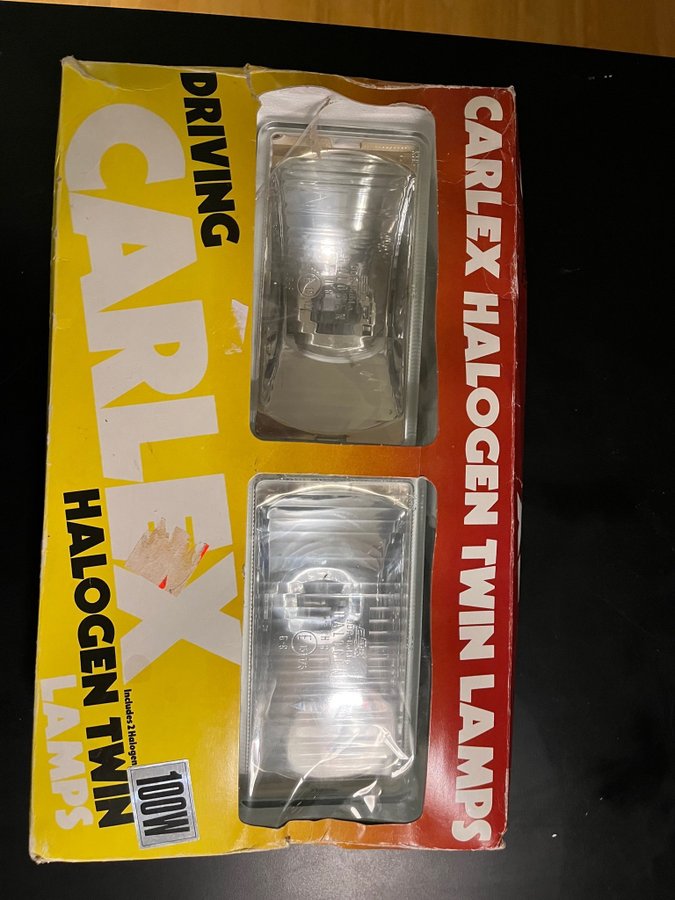 DRIVING
CARLEX
HALOGEN TWIN
LAMPS
Includes 2 Halogen
100W
CARLEX HALOGEN TWIN LAMPS